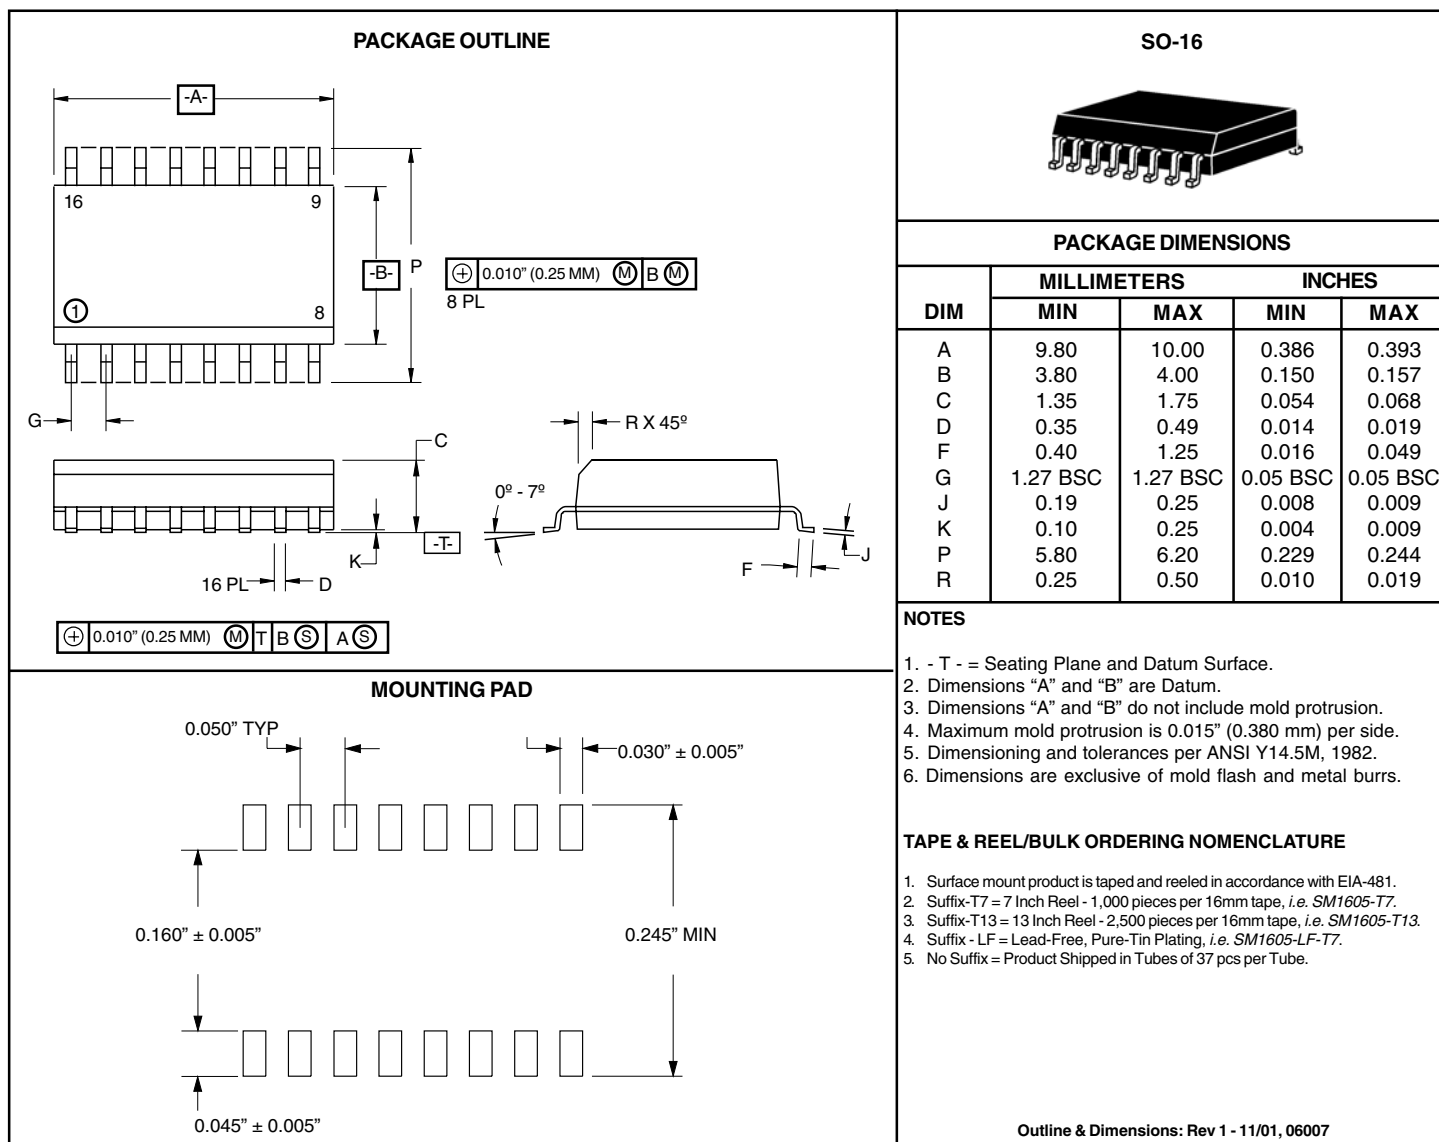 PACKAGE OUTLINE
-A-
16 9
-B- P
⌖ 0.010” (0.25 MM) Ⓜ B Ⓜ
8 PL
① 8
G
C
R X 45º
0º - 7º
-T-
K
J
F
16 PL D
⌖ 0.010” (0.25 MM) Ⓜ T B Ⓢ A Ⓢ
MOUNTING PAD
0.050” TYP
0.030” ± 0.005”
0.160” ± 0.005”
0.245” MIN
0.045” ± 0.005”
SO-16
PACKAGE DIMENSIONS
MILLIMETERS INCHES
DIM MIN MAX MIN MAX
A 9.80 10.00 0.386 0.393
B 3.80 4.00 0.150 0.157
C 1.35 1.75 0.054 0.068
D 0.35 0.49 0.014 0.019
F 0.40 1.25 0.016 0.049
G 1.27 BSC 1.27 BSC 0.05 BSC 0.05 BSC
J 0.19 0.25 0.008 0.009
K 0.10 0.25 0.004 0.009
P 5.80 6.20 0.229 0.244
R 0.25 0.50 0.010 0.019
NOTES
1. - T - = Seating Plane and Datum Surface.
2. Dimensions “A” and “B” are Datum.
3. Dimensions “A” and “B” do not include mold protrusion.
4. Maximum mold protrusion is 0.015” (0.380 mm) per side.
5. Dimensioning and tolerances per ANSI Y14.5M, 1982.
6. Dimensions are exclusive of mold flash and metal burrs.
TAPE & REEL/BULK ORDERING NOMENCLATURE
1. Surface mount product is taped and reeled in accordance with EIA-481.
2. Suffix-T7 = 7 Inch Reel - 1,000 pieces per 16mm tape, i.e. SM1605-T7.
3. Suffix-T13 = 13 Inch Reel - 2,500 pieces per 16mm tape, i.e. SM1605-T13.
4. Suffix - LF = Lead-Free, Pure-Tin Plating, i.e. SM1605-LF-T7.
5. No Suffix = Product Shipped in Tubes of 37 pcs per Tube.
Outline & Dimensions: Rev 1 - 11/01, 06007